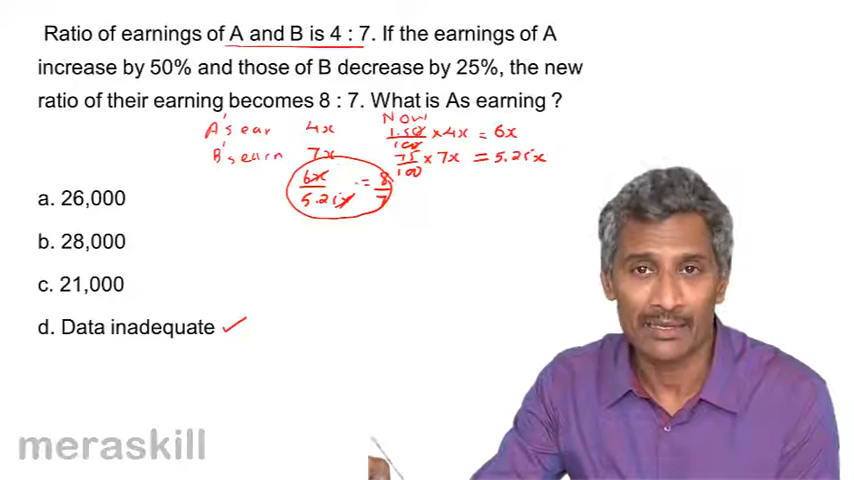 Ratio of earnings of A and B is 4 : 7. If the earnings of A
increase by 50% and those of B decrease by 25%, the new
ratio of their earning becomes 8 : 7. What is As earning ?
Now
A's ear 4x 150/100 × 4x = 6x
B's earn 7x 75/100 × 7x = 5.25x
6x/5.25x = 8/7
a. 26,000
b. 28,000
c. 21,000
d. Data inadequate ✓
meraskill